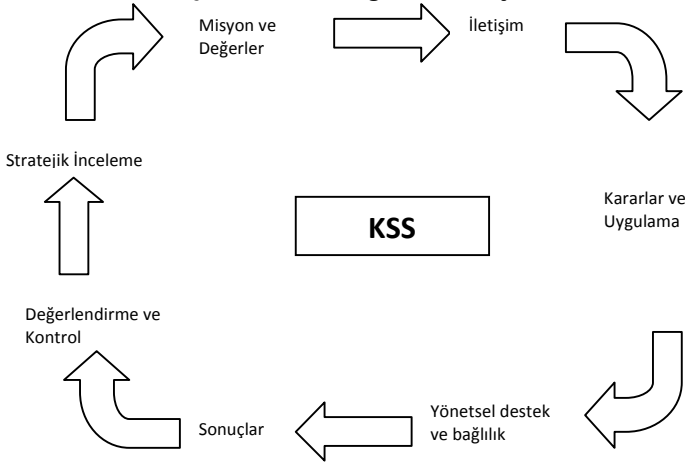 Misyon ve
Değerler
İletişim
Stratejik İnceleme
KSS
Kararlar ve
Uygulama
Değerlendirme ve
Kontrol
Sonuçlar
Yönetsel destek
ve bağlılık